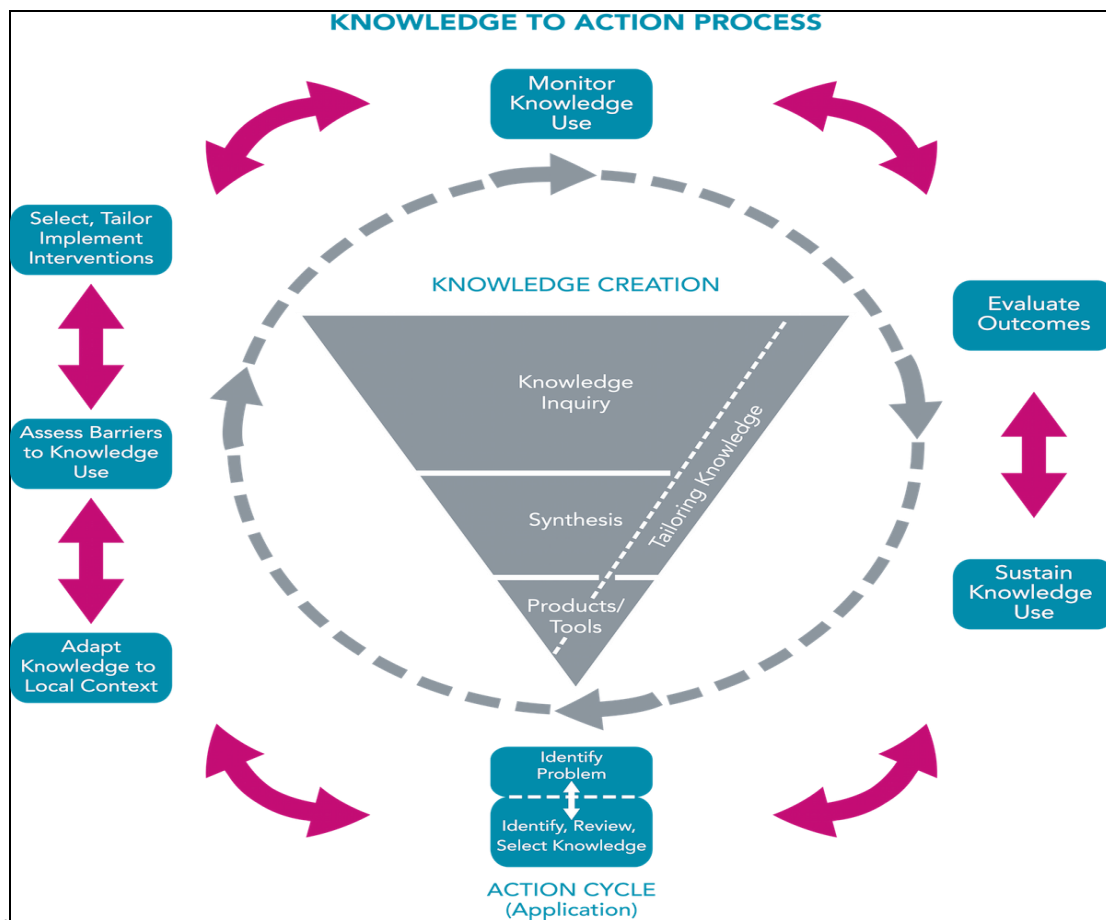 KNOWLEDGE TO ACTION PROCESS
Monitor
Knowledge
Use
Select, Tailor
Implement
Interventions
KNOWLEDGE CREATION
Evaluate
Outcomes
Knowledge
Inquiry
Tailoring Knowledge
Assess Barriers
to Knowledge
Use
Synthesis
Sustain
Knowledge
Use
Products/
Tools
Adapt
Knowledge to
Local Context
Identify
Problem
Identify, Review,
Select Knowledge
ACTION CYCLE
(Application)